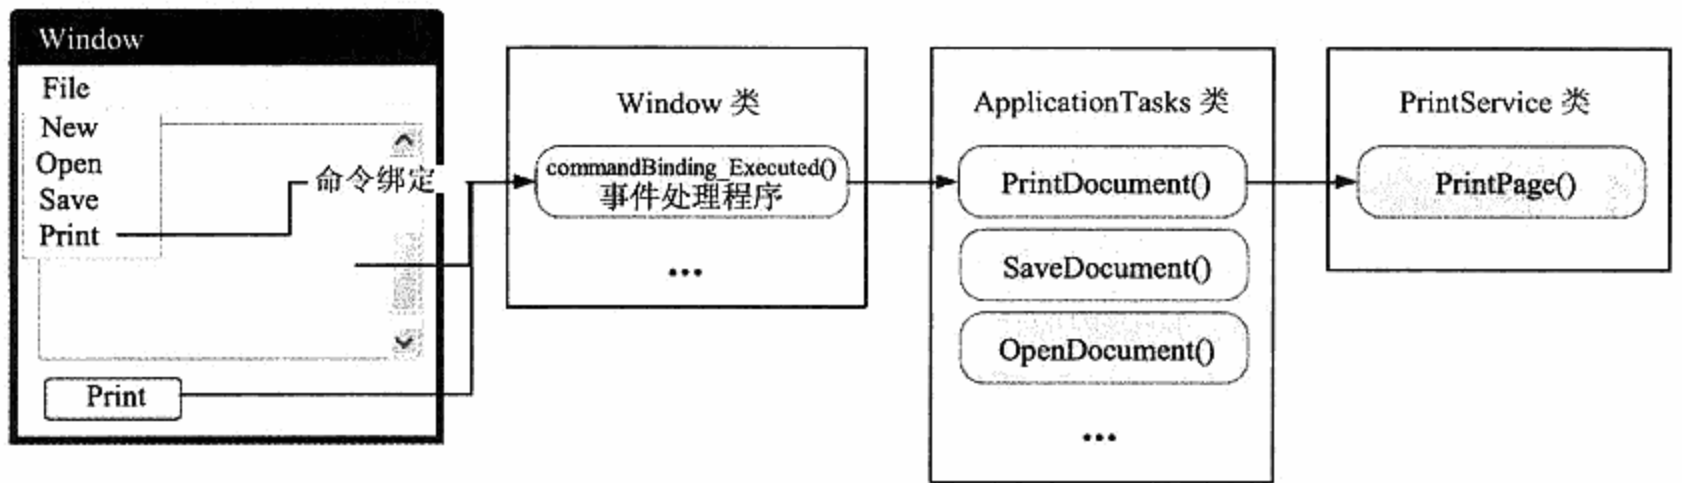 Window
File
New
Open
Save
Print
命令绑定
Print
Window 类
commandBinding_Executed()
事件处理程序
...
ApplicationTasks 类
PrintDocument()
SaveDocument()
OpenDocument()
...
PrintService 类
PrintPage()